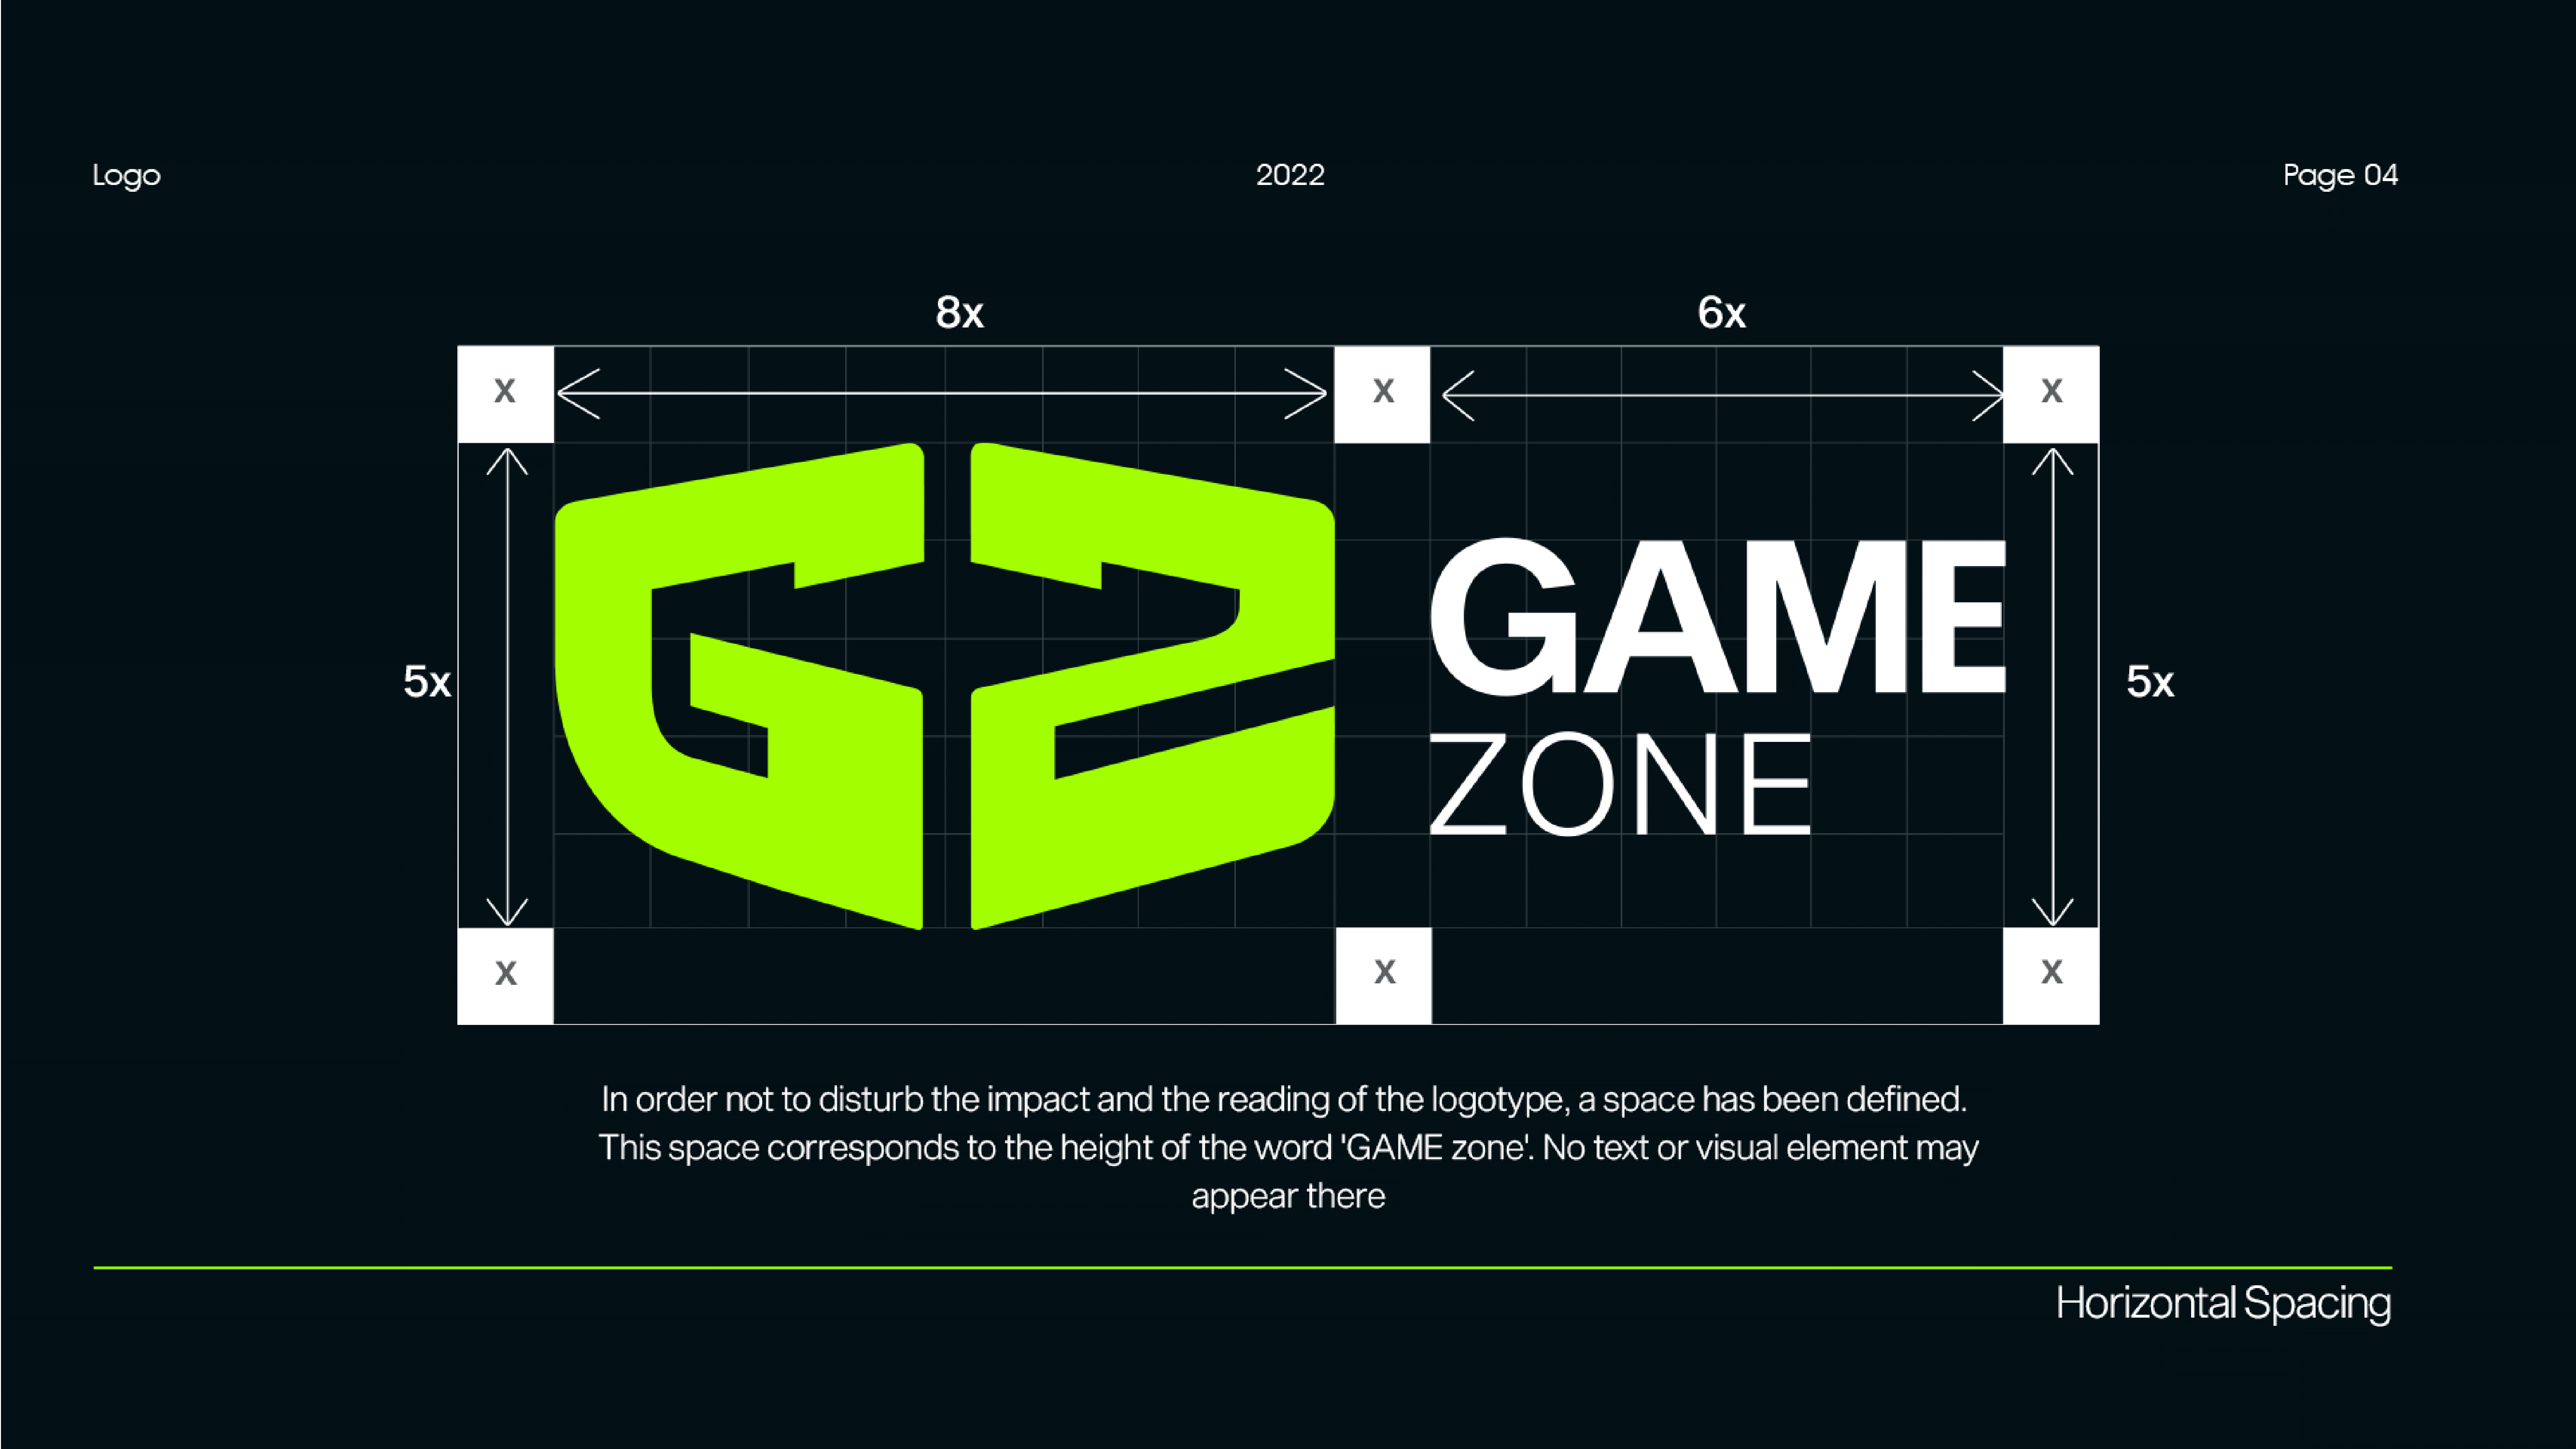 Logo
2022
Page 04
8x
6x
x
x
x
5x
GZ
GAME
ZONE
5x
x
x
x
In order not to disturb the impact and the reading of the logotype, a space has been defined.
This space corresponds to the height of the word 'GAME zone'. No text or visual element may
appear there
Horizontal Spacing